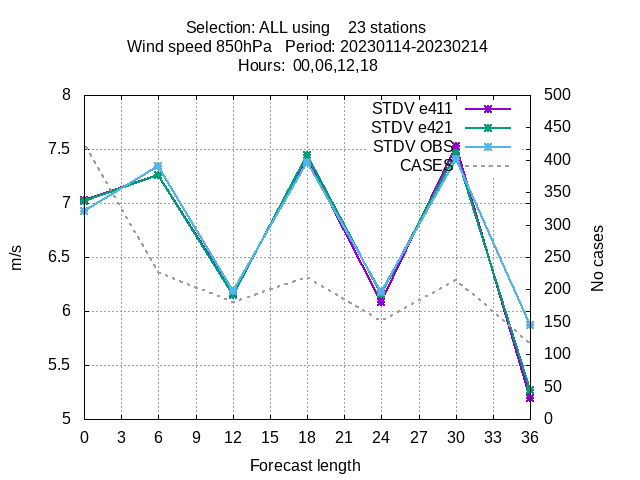 Selection: ALL using    23 stations
Wind speed 850hPa   Period: 20230114-20230214
Hours:  00,06,12,18
8
7.5
7
6.5
6
5.5
5
m/s
STDV e411
STDV e421
STDV OBS
CASES
500
450
400
350
300
250
200
150
100
50
0
No cases
0 3 6 9 12 15 18 21 24 27 30 33 36
Forecast length